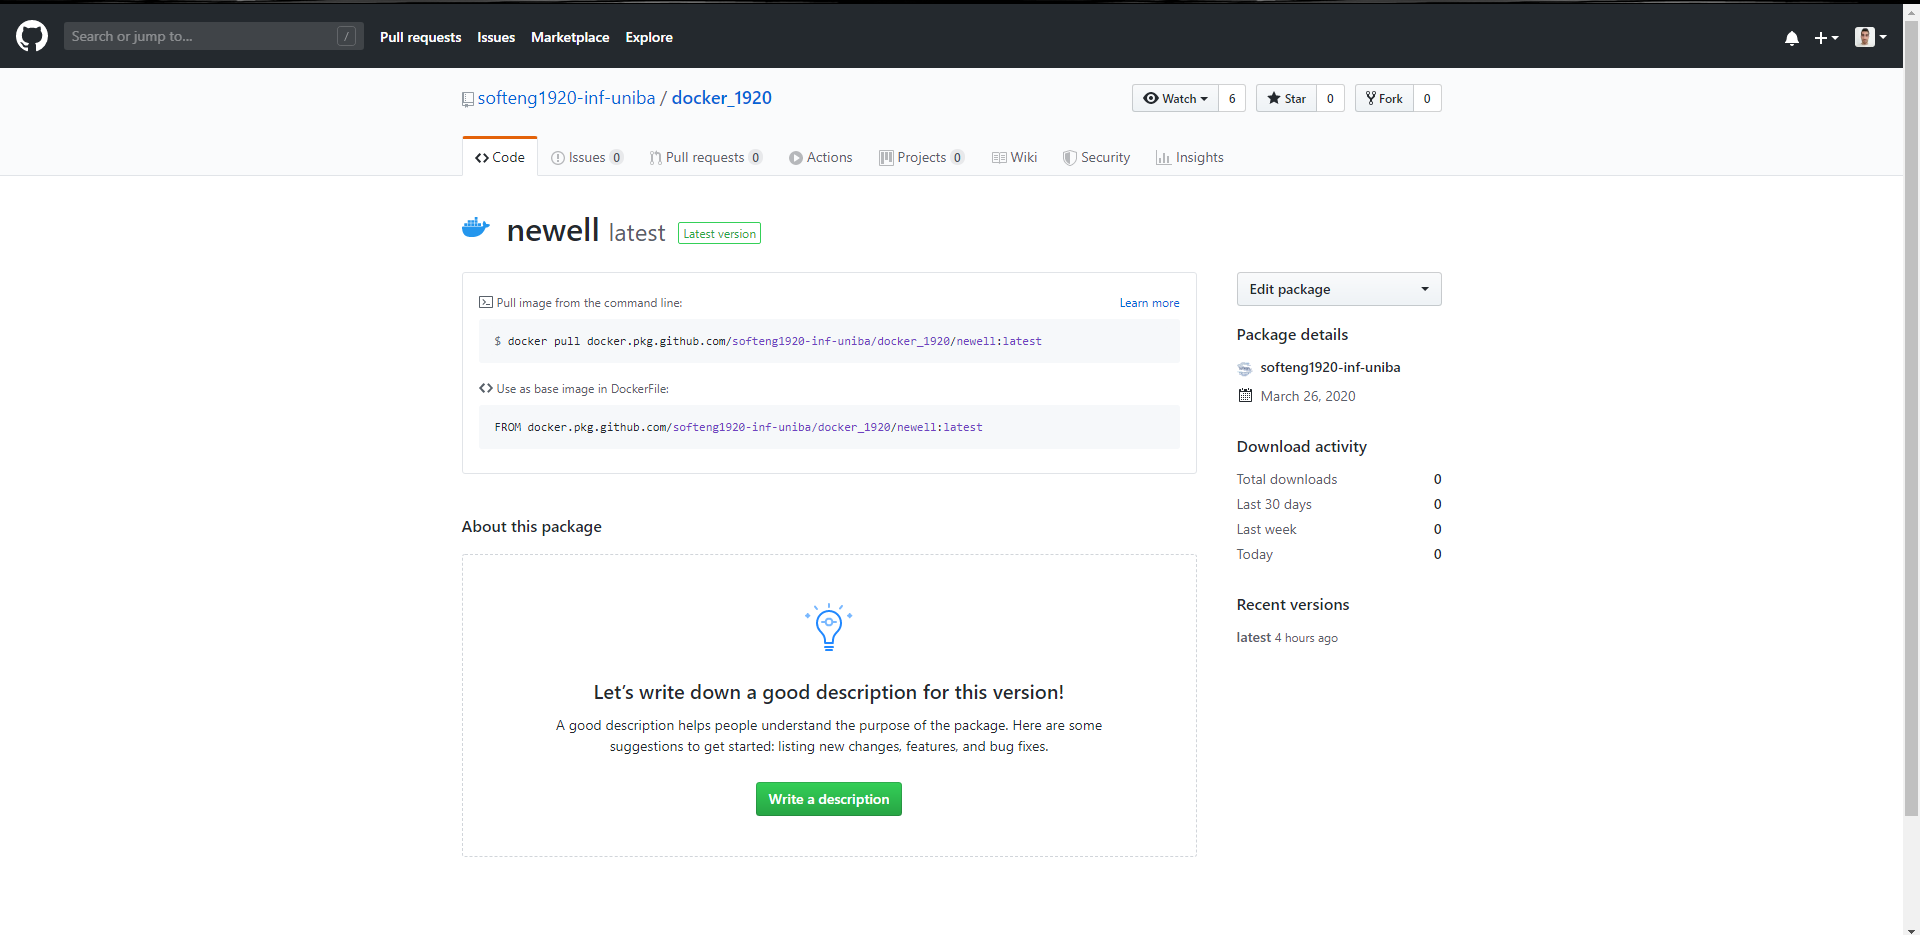 Search or jump to... /
Pull requests Issues Marketplace Explore
softeng1920-inf-uniba / docker_1920
Watch 6 Star 0 Fork 0
Code Issues 0 Pull requests 0 Actions Projects 0 Wiki Security Insights
newell latest Latest version
Pull image from the command line: Learn more
$ docker pull docker.pkg.github.com/softeng1920-inf-uniba/docker_1920/newell:latest
Use as base image in DockerFile:
FROM docker.pkg.github.com/softeng1920-inf-uniba/docker_1920/newell:latest
About this package
Let’s write down a good description for this version!
A good description helps people understand the purpose of the package. Here are some
suggestions to get started: listing new changes, features, and bug fixes.
Write a description
Edit package
Package details
softeng1920-inf-uniba
March 26, 2020
Download activity
Total downloads 0
Last 30 days 0
Last week 0
Today 0
Recent versions
latest 4 hours ago